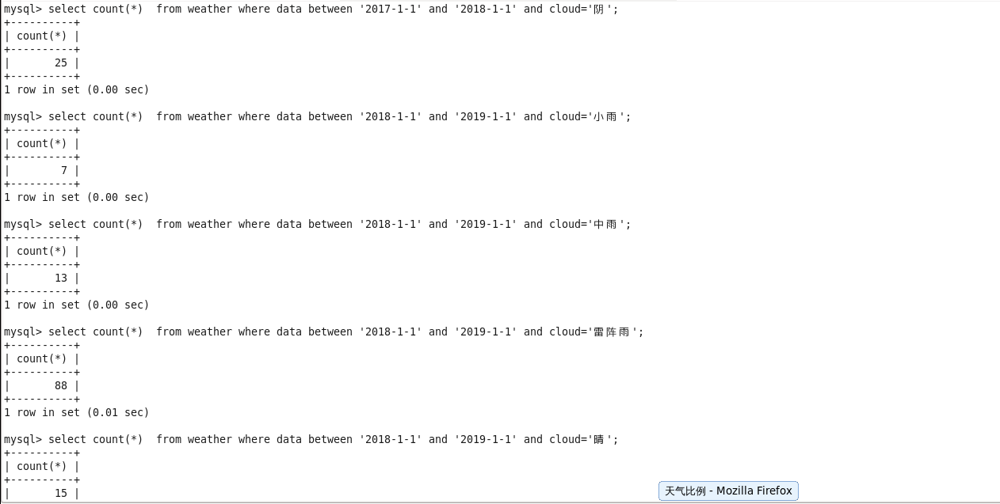 mysql> select count(*)  from weather where data between '2017-1-1' and '2018-1-1' and cloud='阴';
+----------+
| count(*) |
+----------+
|       25 |
+----------+
1 row in set (0.00 sec)
mysql> select count(*)  from weather where data between '2018-1-1' and '2019-1-1' and cloud='小雨';
+----------+
| count(*) |
+----------+
|        7 |
+----------+
1 row in set (0.00 sec)
mysql> select count(*)  from weather where data between '2018-1-1' and '2019-1-1' and cloud='中雨';
+----------+
| count(*) |
+----------+
|       13 |
+----------+
1 row in set (0.00 sec)
mysql> select count(*)  from weather where data between '2018-1-1' and '2019-1-1' and cloud='雷阵雨';
+----------+
| count(*) |
+----------+
|       88 |
+----------+
1 row in set (0.01 sec)
mysql> select count(*)  from weather where data between '2018-1-1' and '2019-1-1' and cloud='晴';
+----------+
| count(*) |
+----------+
|       15 |
天气比例 - Mozilla Firefox